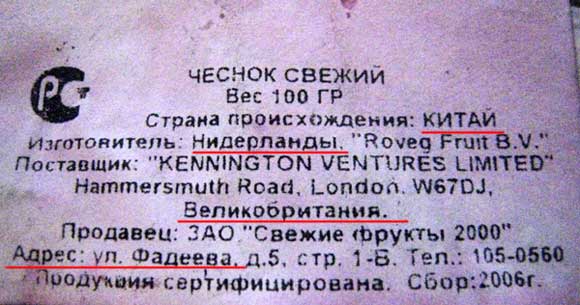 РС
ЧЕСНОК СВЕЖИЙ
Вес 100 ГР
Страна происхождения: КИТАЙ
Изготовитель: Нидерланды. "Roveg Fruit B.V."
Поставщик: "KENNINGTON VENTURES LIMITED"
Hammersmuth Road, London. W67DJ,
Великобритания.
Продавец: ЗАО "Свежие фрукты 2000"
Адрес: ул. Фадеева, д.5, стр. 1-В. Тел.: 105-0560
Продукция сертифицирована. Сбор:2006г.